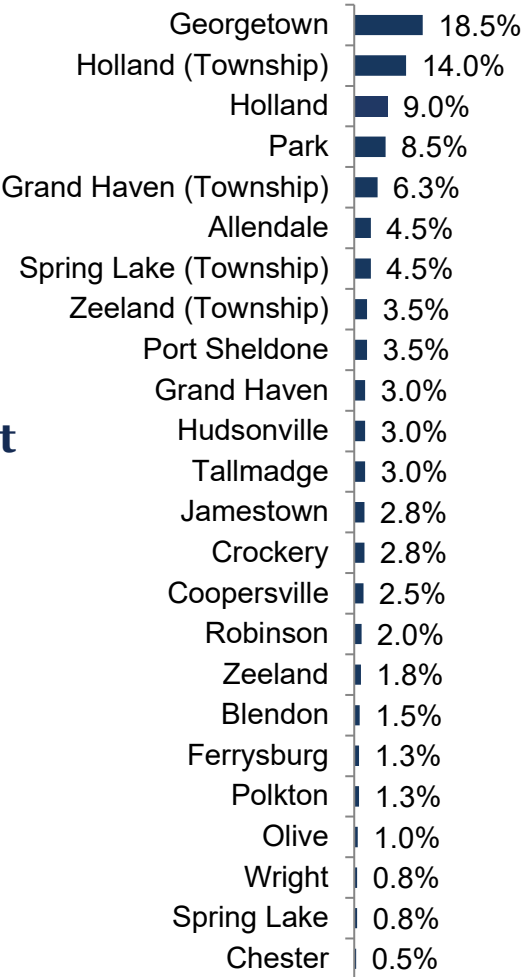 Georgetown 18.5%
Holland (Township) 14.0%
Holland 9.0%
Park 8.5%
Grand Haven (Township) 6.3%
Allendale 4.5%
Spring Lake (Township) 4.5%
Zeeland (Township) 3.5%
Port Sheldone 3.5%
Grand Haven 3.0%
t
Hudsonville 3.0%
Tallmadge 3.0%
Jamestown 2.8%
Crockery 2.8%
Coopersville 2.5%
Robinson 2.0%
Zeeland 1.8%
Blendon 1.5%
Ferrysburg 1.3%
Polkton 1.3%
Olive 1.0%
Wright 0.8%
Spring Lake 0.8%
Chester 0.5%